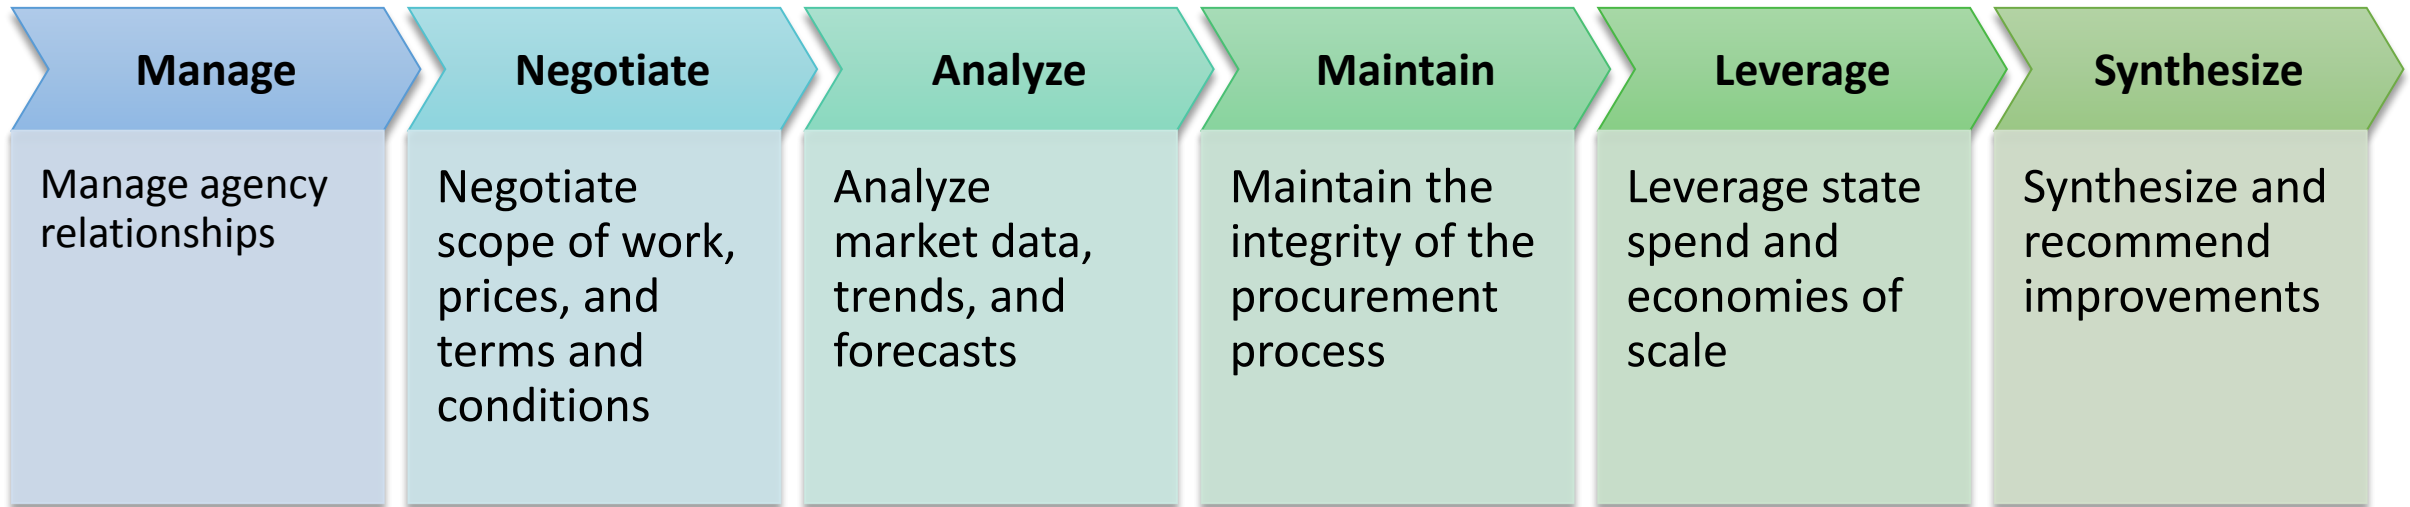 Manage
Manage agency
relationships
Negotiate
Negotiate
scope of work,
prices, and
terms and
conditions
Analyze
Analyze
market data,
trends, and
forecasts
Maintain
Maintain the
integrity of the
procurement
process
Leverage
Leverage state
spend and
economies of
scale
Synthesize
Synthesize and
recommend
improvements